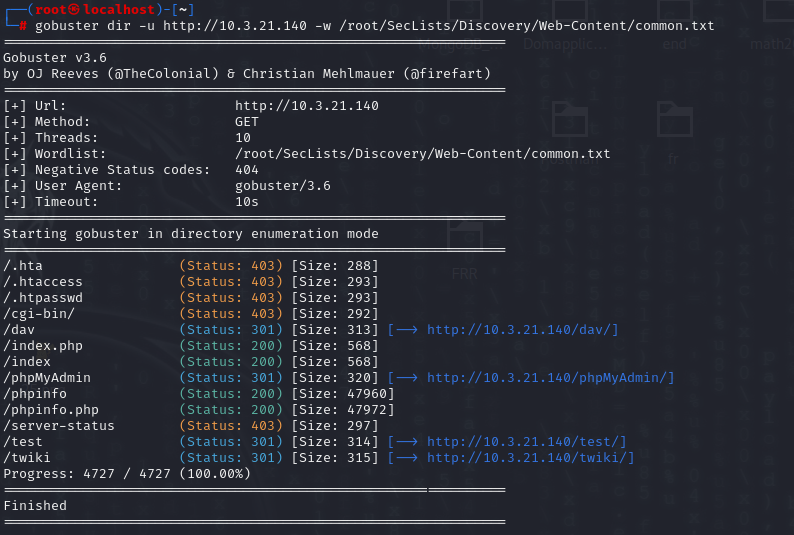 ┌──(root㉿localhost)-[~]
└─# gobuster dir -u http://10.3.21.140 -w /root/SecLists/Discovery/Web-Content/common.txt
===============================================================
Gobuster v3.6
by OJ Reeves (@TheColonial) & Christian Mehlmauer (@firefart)
===============================================================
[+] Url:                     http://10.3.21.140
[+] Method:                  GET
[+] Threads:                 10
[+] Wordlist:                /root/SecLists/Discovery/Web-Content/common.txt
[+] Negative Status codes:   404
[+] User Agent:              gobuster/3.6
[+] Timeout:                 10s
===============================================================
Starting gobuster in directory enumeration mode
===============================================================
/.hta                 (Status: 403) [Size: 288]
/.htaccess            (Status: 403) [Size: 293]
/.htpasswd            (Status: 403) [Size: 293]
/cgi-bin/             (Status: 403) [Size: 292]
/dav                  (Status: 301) [Size: 313] [--> http://10.3.21.140/dav/]
/index.php            (Status: 200) [Size: 568]
/index                (Status: 200) [Size: 568]
/phpMyAdmin           (Status: 301) [Size: 320] [--> http://10.3.21.140/phpMyAdmin/]
/phpinfo              (Status: 200) [Size: 47960]
/phpinfo.php          (Status: 200) [Size: 47972]
/server-status        (Status: 403) [Size: 297]
/test                 (Status: 301) [Size: 314] [--> http://10.3.21.140/test/]
/twiki                (Status: 301) [Size: 315] [--> http://10.3.21.140/twiki/]
Progress: 4727 / 4727 (100.00%)
===============================================================
Finished
===============================================================
MongoDB_...
Domapplic...
end
fr
FRR